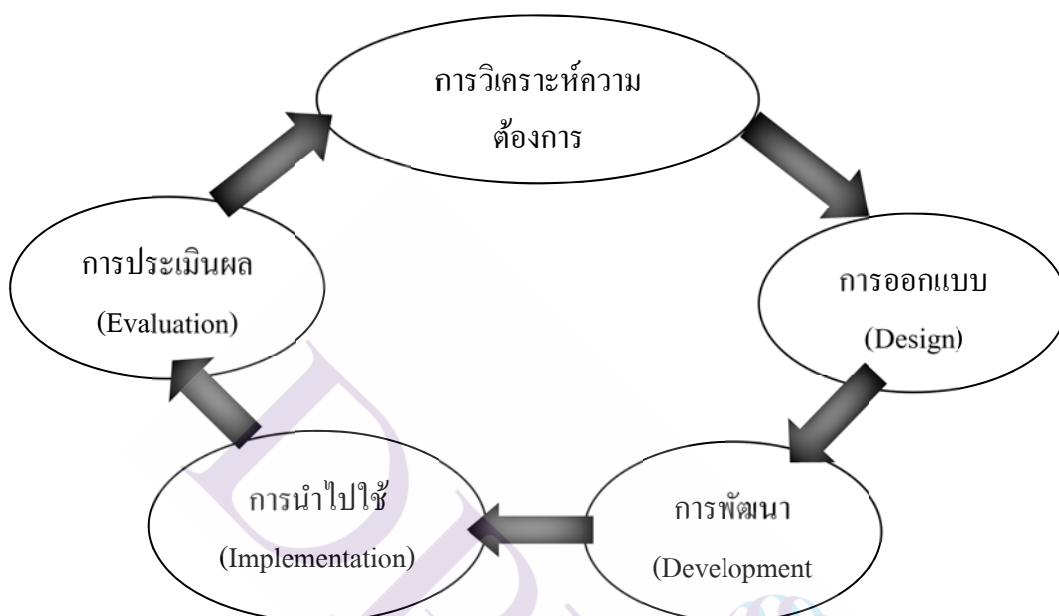 การวิเคราะห์ความ
ต้องการ
การออกแบบ
(Design)
การพัฒนา
(Development
การนำไปใช้
(Implementation)
การประเมินผล
(Evaluation)